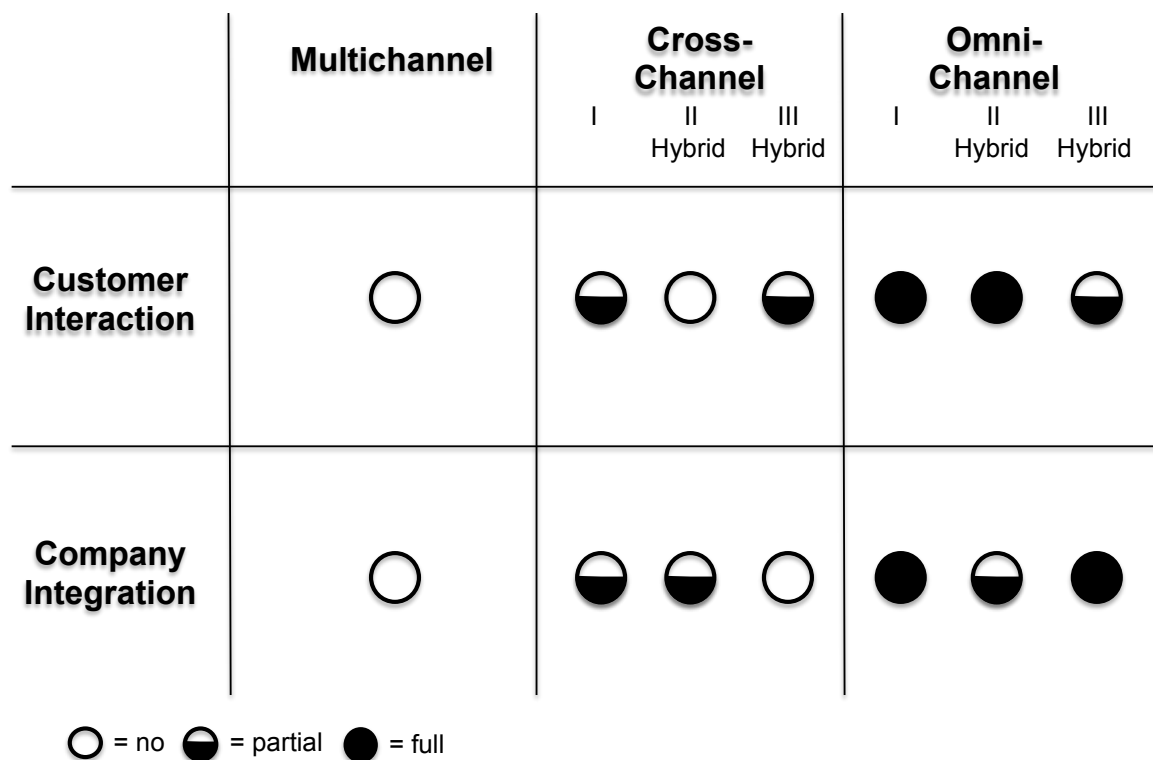 Multichannel
Cross-
Channel
I II III
Hybrid Hybrid
Omni-
Channel
I II III
Hybrid Hybrid
Customer
Interaction
Company
Integration
= no = partial = full